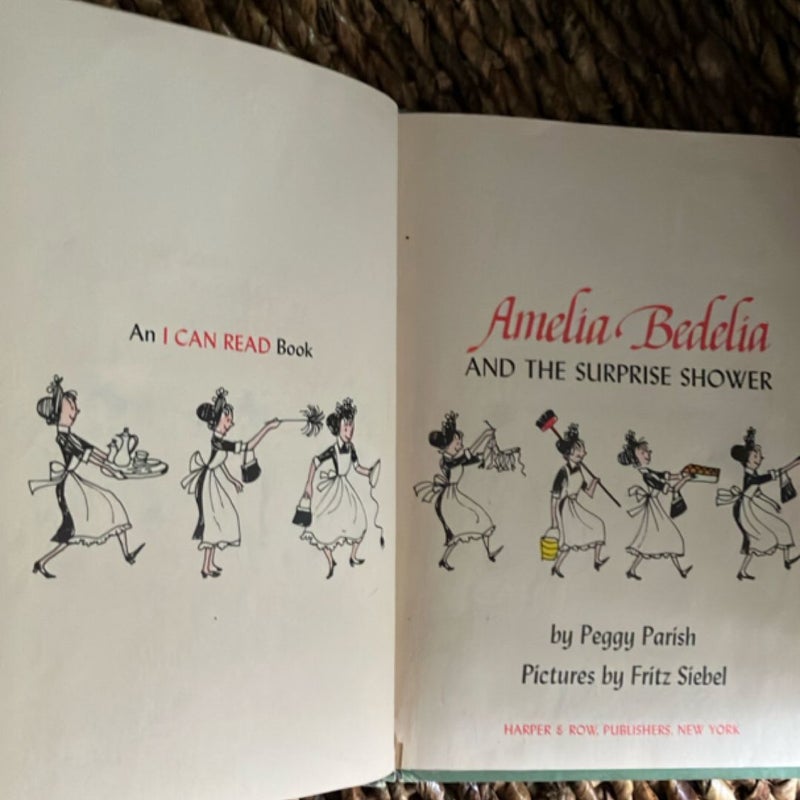 An I CAN READ Book
Amelia Bedelia
AND THE SURPRISE SHOWER
by Peggy Parish
Pictures by Fritz Siebel
HARPER & ROW, PUBLISHERS, NEW YORK